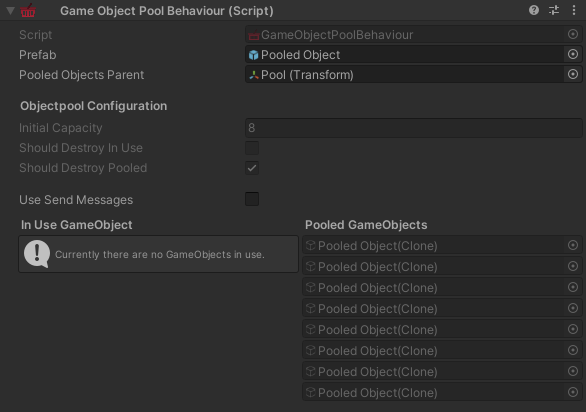 Game Object Pool Behaviour (Script)
Script GameObjectPoolBehaviour
Prefab Pooled Object
Pooled Objects Parent Pool (Transform)
Objectpool Configuration
Initial Capacity 8
Should Destroy In Use
Should Destroy Pooled
Use Send Messages
In Use GameObject Pooled GameObjects
Currently there are no GameObjects in use. Pooled Object(Clone)
Pooled Object(Clone)
Pooled Object(Clone)
Pooled Object(Clone)
Pooled Object(Clone)
Pooled Object(Clone)
Pooled Object(Clone)
Pooled Object(Clone)